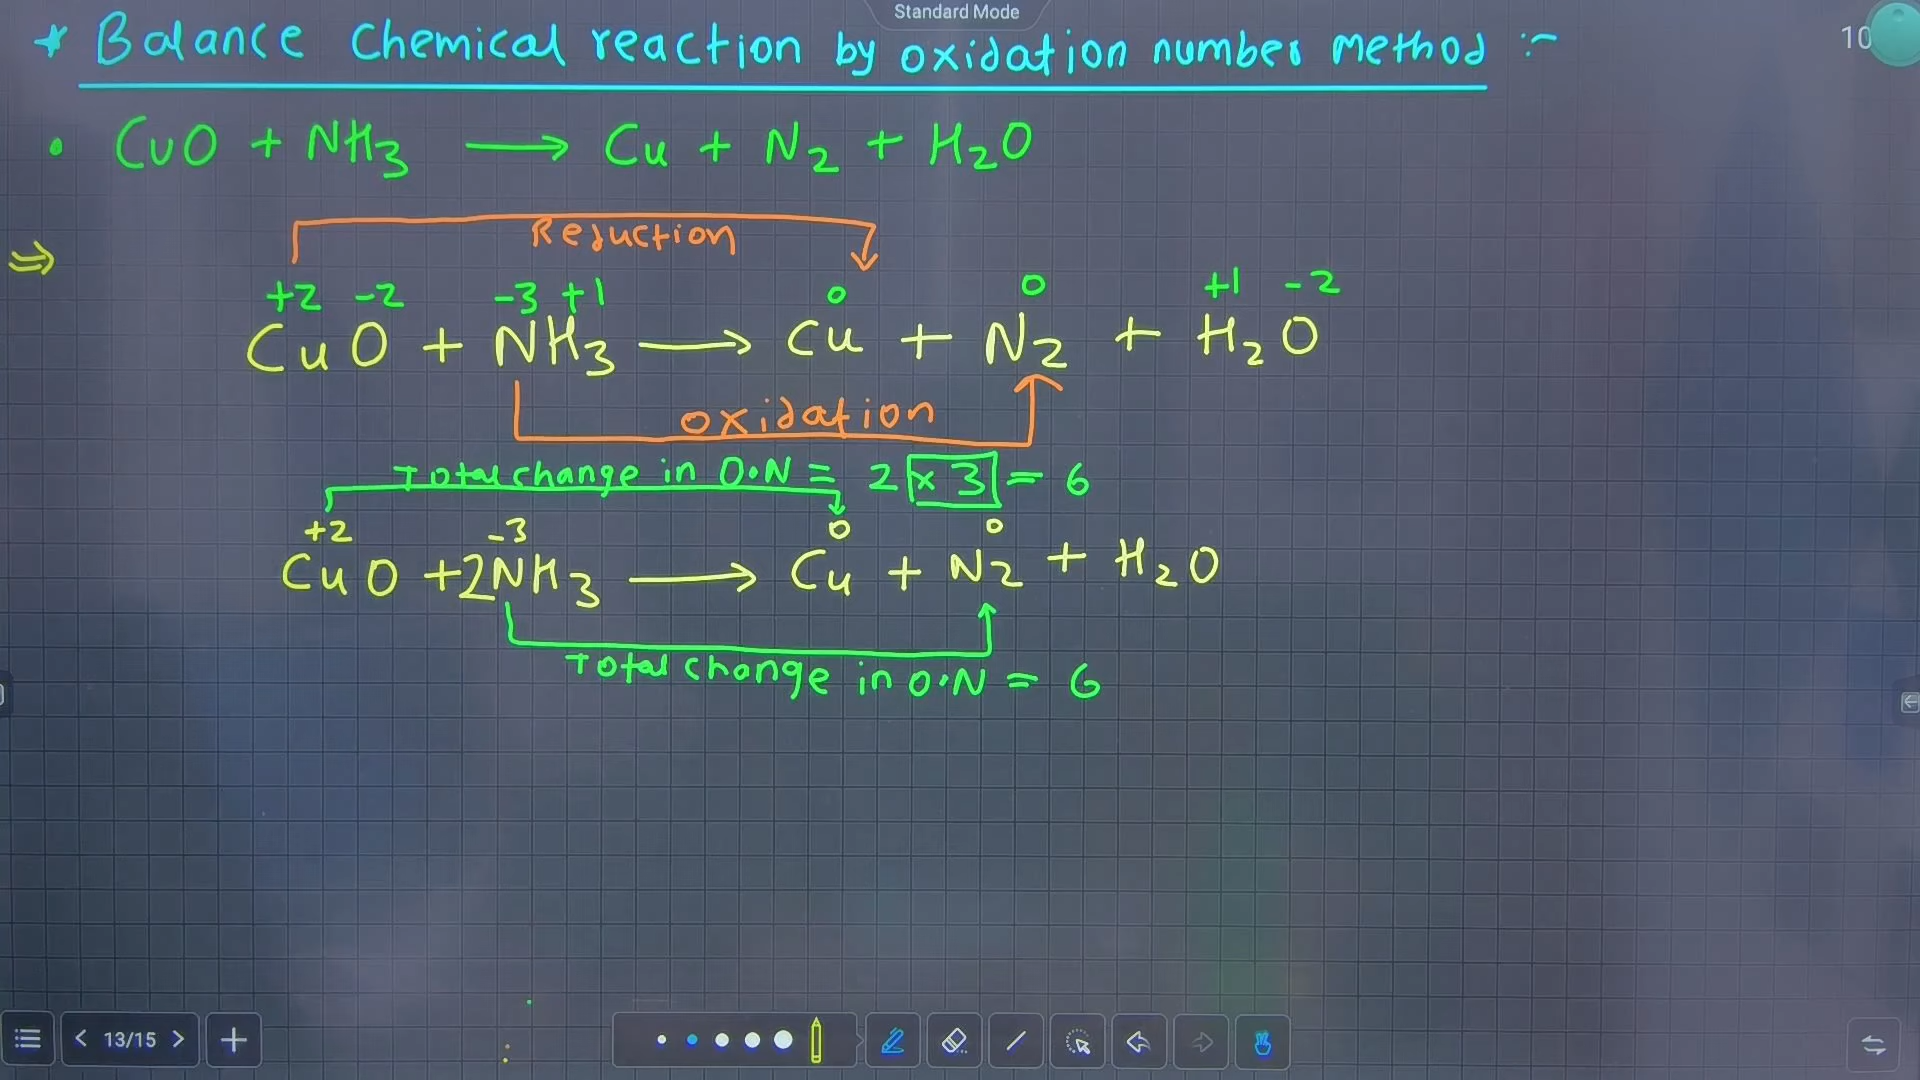 Standard Mode
* Balance Chemical reaction by oxidation number method :-
10
• CuO + NH3 ⟶ Cu + N2 + H2O
Reduction
⇒
+2 -2 -3 +1 0 0 +1 -2
CuO + NH3 ⟶ Cu + N2 + H2O
oxidation
Total change in O.N = 2 × 3 = 6
+2 -3 0 0
CuO + 2NH3 ⟶ Cu + N2 + H2O
Total change in O.N = 6
13/15